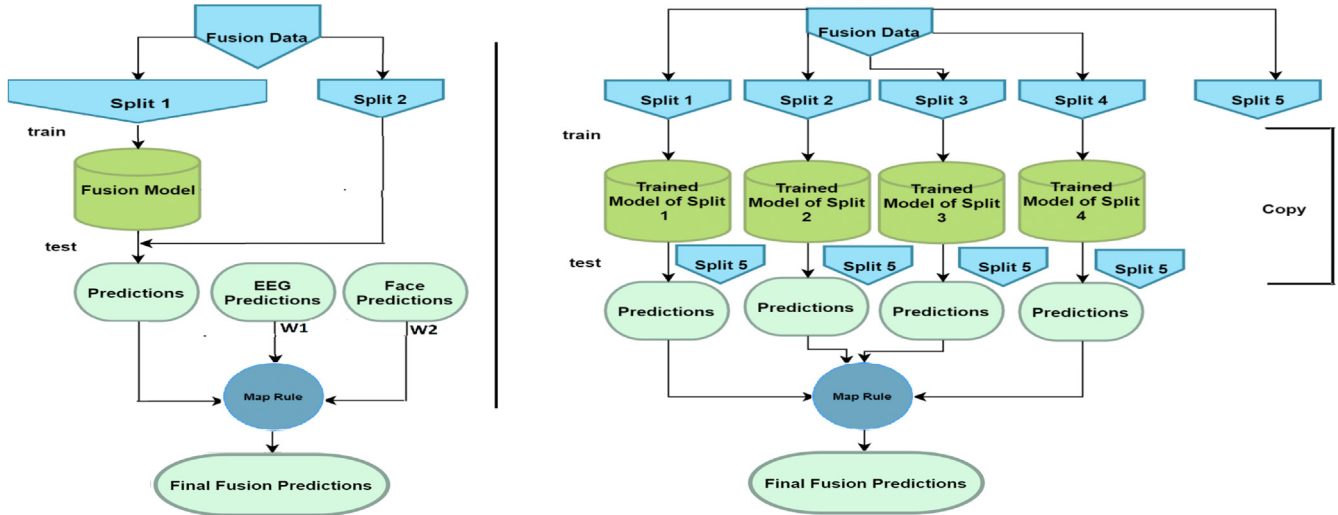 Fusion Data
Split 1
Split 2
train
Fusion Model
test
Predictions
EEG
Predictions
Face
Predictions
W1
W2
Map Rule
Final Fusion Predictions
Fusion Data
Split 1
Split 2
Split 3
Split 4
Split 5
train
Trained
Model of Split
1
Trained
Model of Split
2
Trained
Model of Split
3
Trained
Model of Split
4
Copy
test
Split 5
Split 5
Split 5
Split 5
Predictions
Predictions
Predictions
Predictions
Map Rule
Final Fusion Predictions